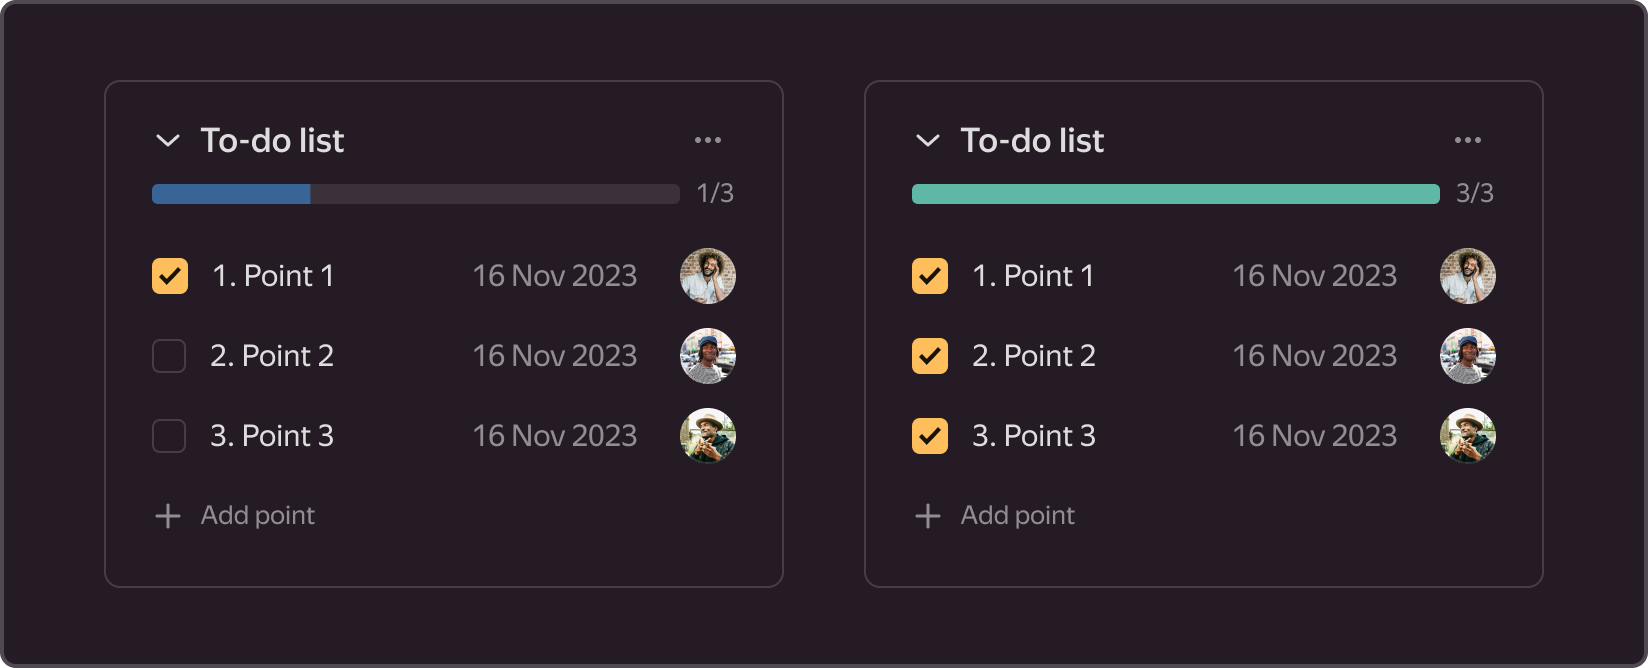 To-do list
1/3
1. Point 1 16 Nov 2023
2. Point 2 16 Nov 2023
3. Point 3 16 Nov 2023
Add point
To-do list
3/3
1. Point 1 16 Nov 2023
2. Point 2 16 Nov 2023
3. Point 3 16 Nov 2023
Add point